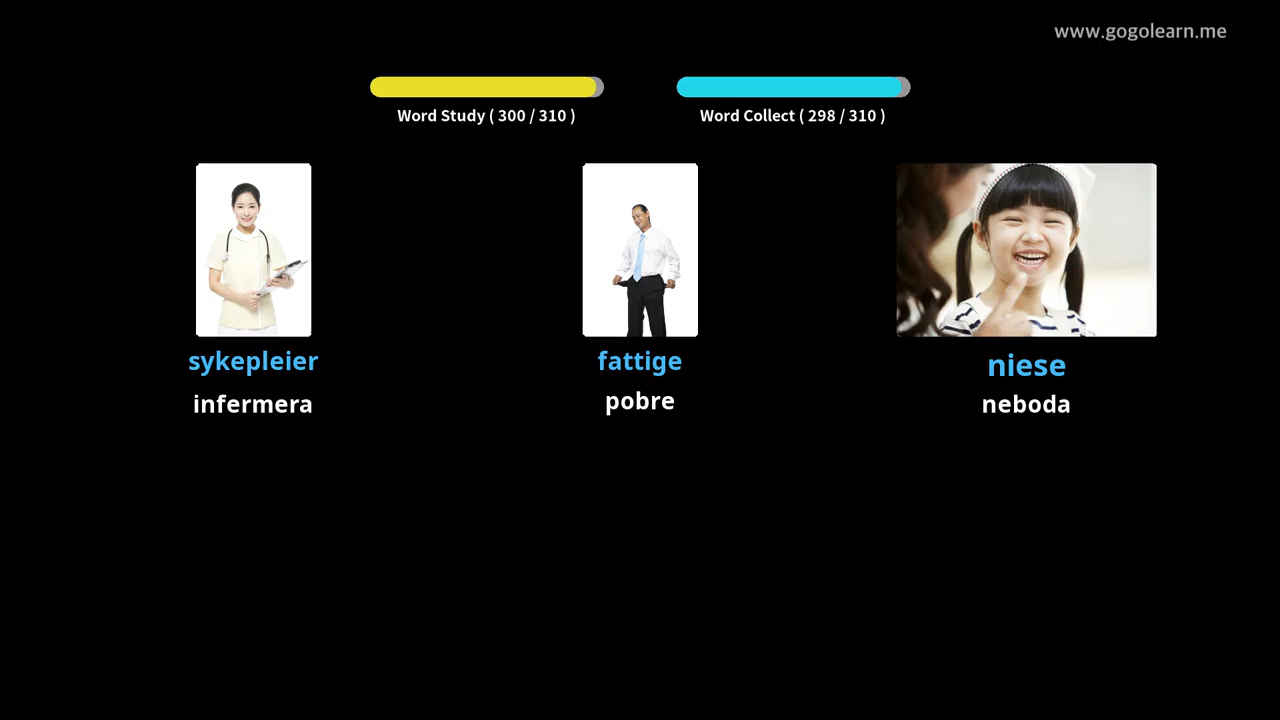 www.gogolearn.me
Word Study ( 300 / 310 )
Word Collect ( 298 / 310 )
sykepleier
infermera
fattige
pobre
niese
neboda